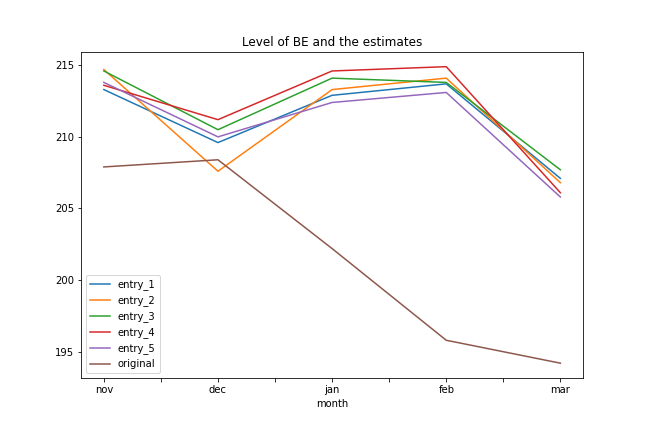 Level of BE and the estimates
215
210
205
200
195
entry_1
entry_2
entry_3
entry_4
entry_5
original
nov dec jan feb mar
month